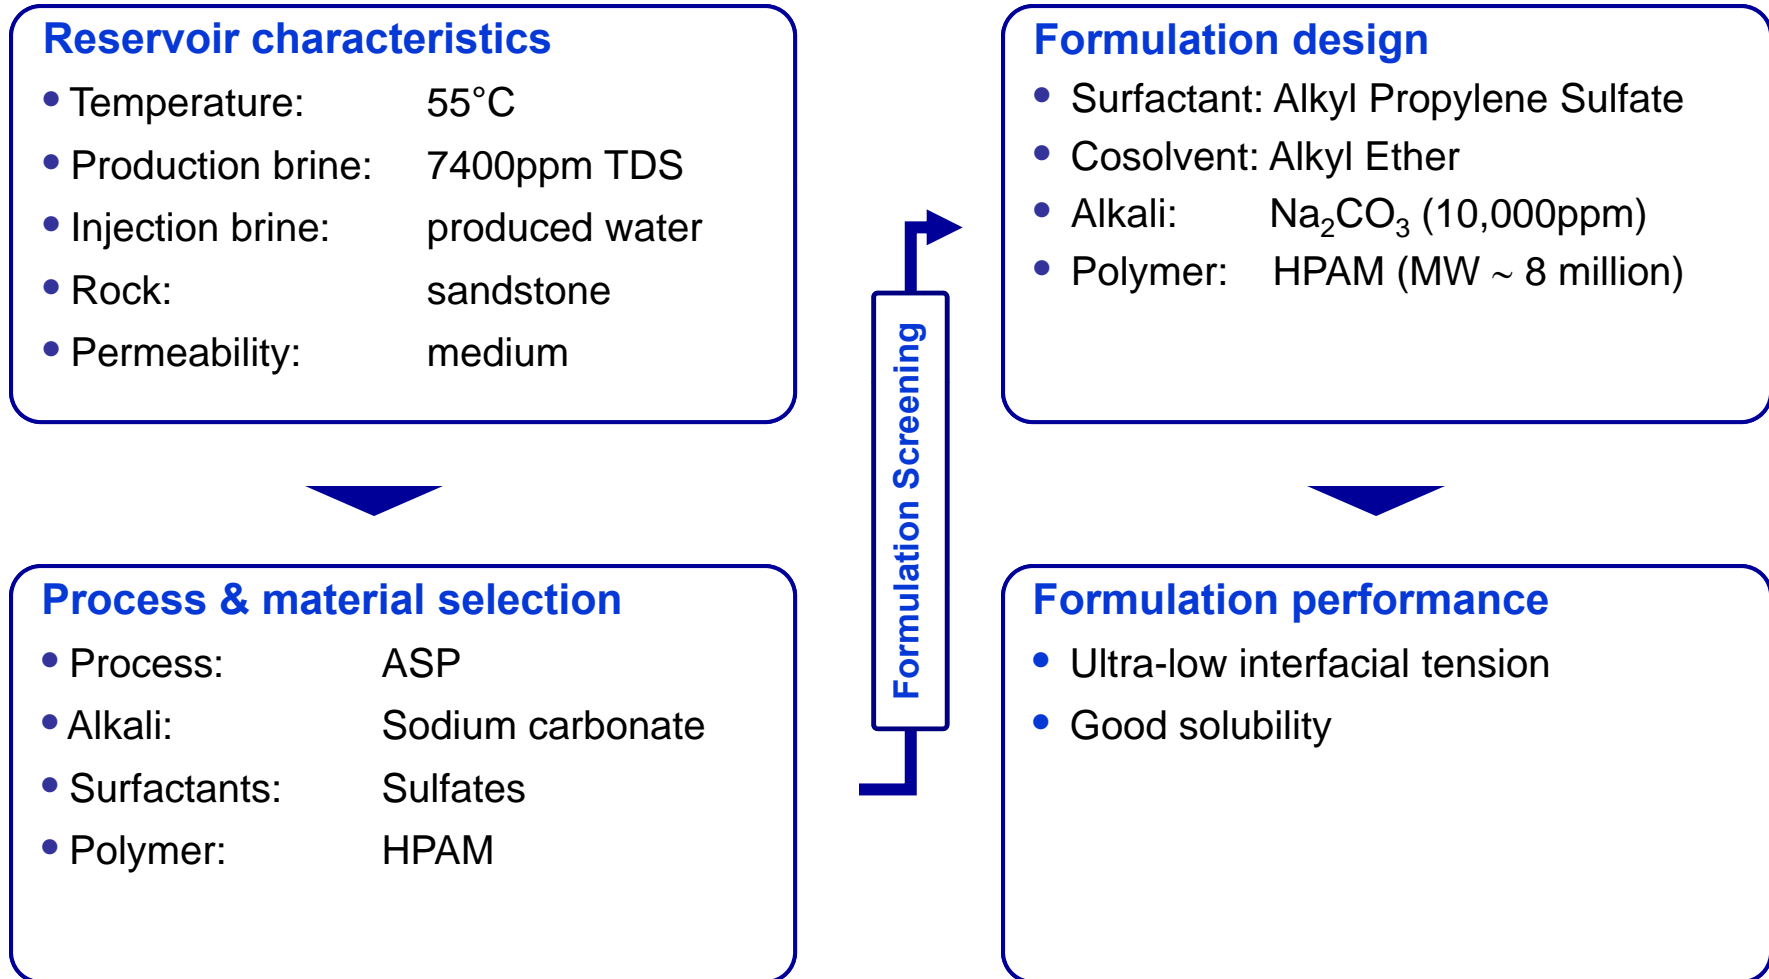 Reservoir characteristics
• Temperature: 55°C
• Production brine: 7400ppm TDS
• Injection brine: produced water
• Rock: sandstone
• Permeability: medium
Process & material selection
• Process: ASP
• Alkali: Sodium carbonate
• Surfactants: Sulfates
• Polymer: HPAM
Formulation Screening
Formulation design
• Surfactant: Alkyl Propylene Sulfate
• Cosolvent: Alkyl Ether
• Alkali: Na₂CO₃ (10,000ppm)
• Polymer: HPAM (MW ~ 8 million)
Formulation performance
• Ultra-low interfacial tension
• Good solubility